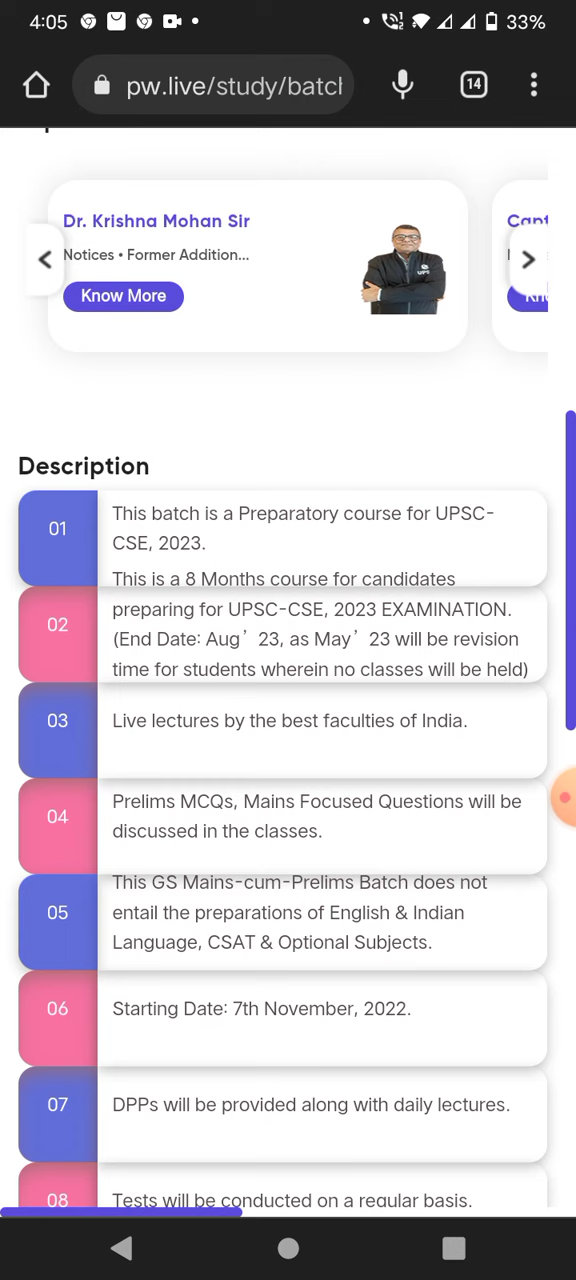 4:05
33%
pw.live/study/batch
14
Dr. Krishna Mohan Sir
Notices • Former Addition...
Know More
Capt
Kno
Description
01
This batch is a Preparatory course for UPSC-
CSE, 2023.
02
This is a 8 Months course for candidates
preparing for UPSC-CSE, 2023 EXAMINATION.
(End Date: Aug’ 23, as May’ 23 will be revision
time for students wherein no classes will be held)
03
Live lectures by the best faculties of India.
04
Prelims MCQs, Mains Focused Questions will be
discussed in the classes.
05
This GS Mains-cum-Prelims Batch does not
entail the preparations of English & Indian
Language, CSAT & Optional Subjects.
06
Starting Date: 7th November, 2022.
07
DPPs will be provided along with daily lectures.
08
Tests will be conducted on a regular basis.